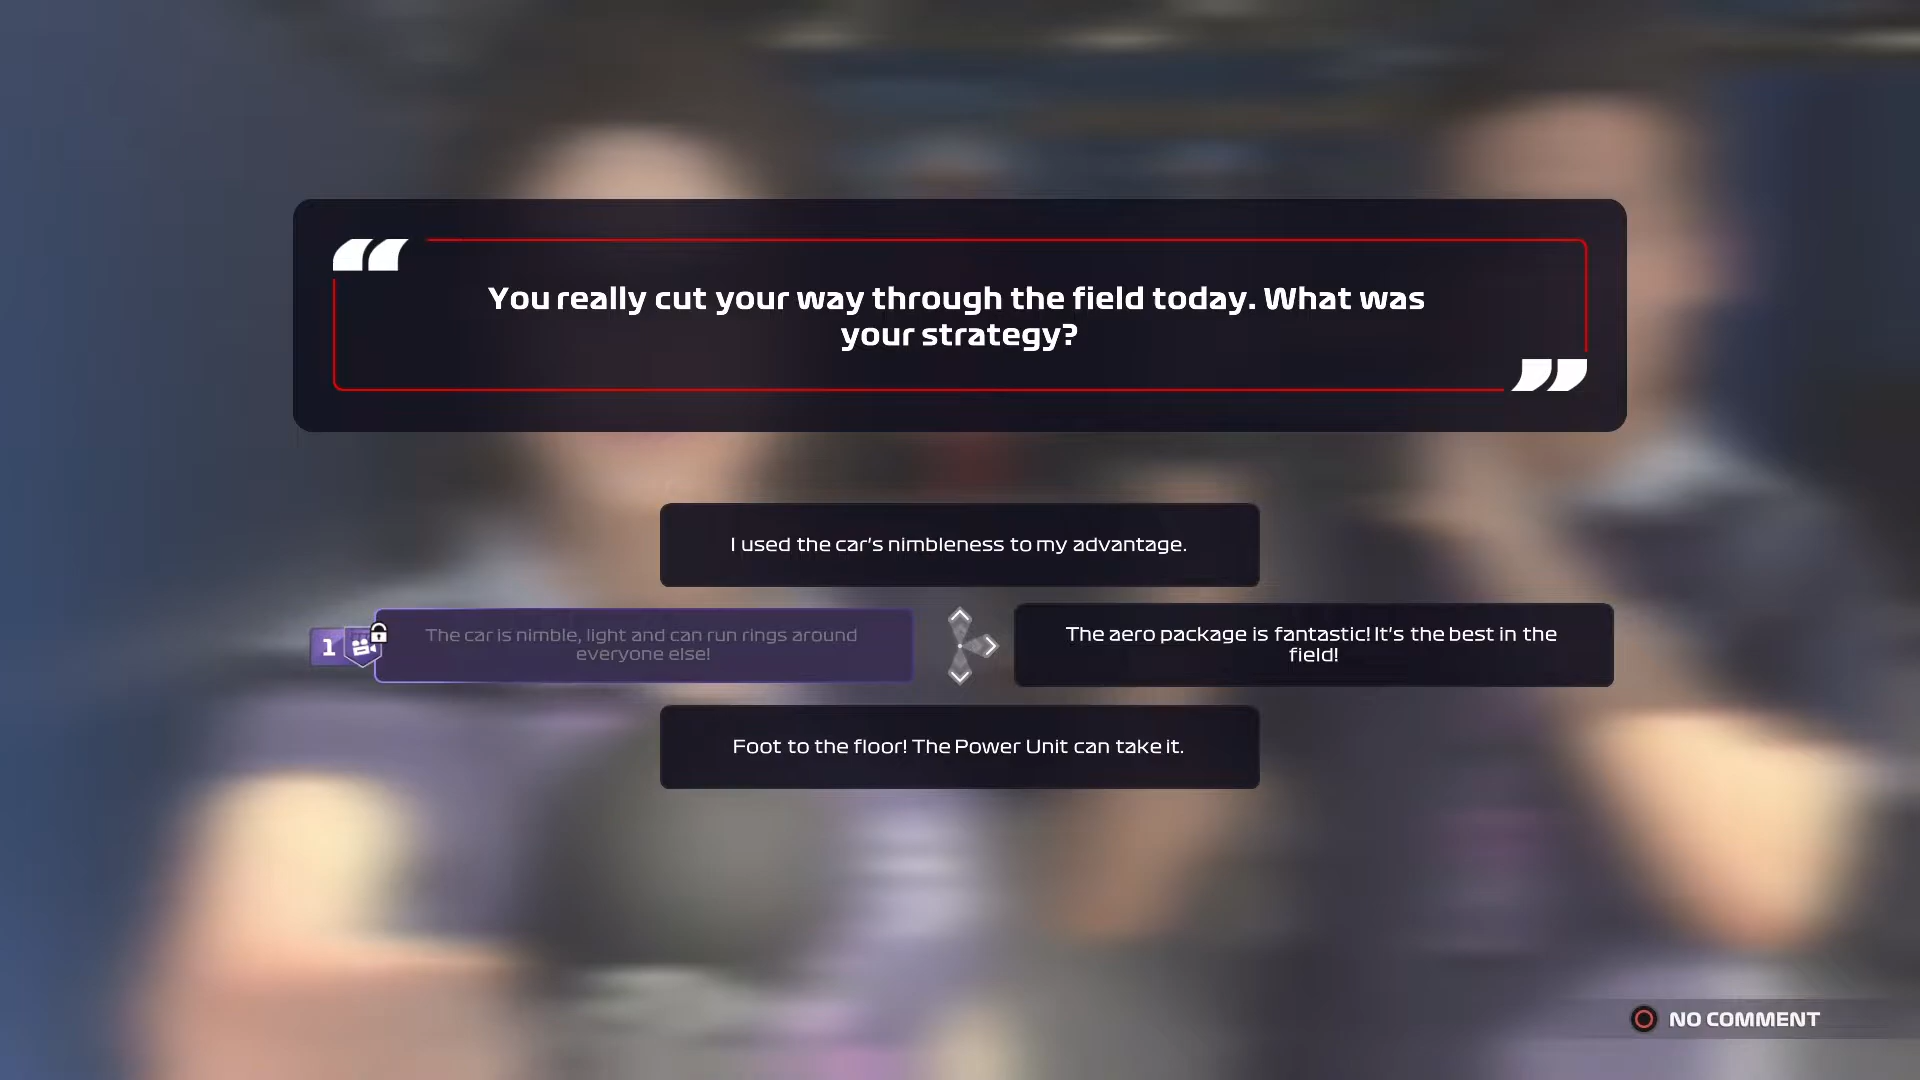 You really cut your way through the field today. What was
your strategy?
I used the car's nimbleness to my advantage.
1
The car is nimble, light and can run rings around
everyone else!
The aero package is fantastic! It's the best in the
field!
Foot to the floor! The Power Unit can take it.
NO COMMENT